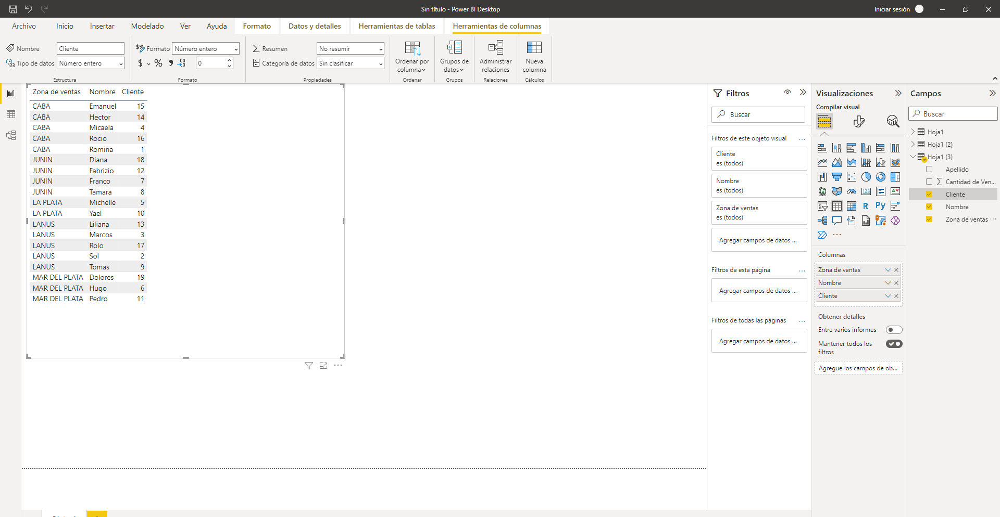 Sin título - Power BI Desktop
Iniciar sesión
Archivo Inicio Insertar Modelado Ver Ayuda Formato Datos y detalles Herramientas de tablas Herramientas de columnas
Nombre Cliente
Tipo de datos Número entero
Estructura
Formato Número entero
$ % 0
Formato
Resumen No resumir
Categoría de datos Sin clasificar
Propiedades
Ordenar por
columna
Ordenar
Grupos de
datos
Grupos
Administrar
relaciones
Relaciones
Nueva
columna
Cálculos
Zona de ventas Nombre Cliente
CABA Emanuel 15
CABA Hector 14
CABA Micaela 4
CABA Rocio 16
CABA Romina 1
JUNIN Diana 18
JUNIN Fabrizio 12
JUNIN Franco 7
JUNIN Tamara 8
LA PLATA Michelle 5
LA PLATA Yael 10
LANUS Liliana 13
LANUS Marcos 3
LANUS Rolo 17
LANUS Sol 2
LANUS Tomas 9
MAR DEL PLATA Dolores 19
MAR DEL PLATA Hugo 6
MAR DEL PLATA Pedro 11
Filtros
Buscar
Filtros de este objeto visual ...
Cliente
es (todos)
Nombre
es (todos)
Zona de ventas
es (todos)
Agregar campos de datos ...
Filtros de esta página ...
Agregar campos de datos ...
Filtros de todas las páginas ...
Agregar campos de datos ...
Visualizaciones
Compilar visual
123
R Py
...
Columnas
Zona de ventas
Nombre
Cliente
Obtener detalles
Entre varios informes
Mantener todos los
filtros
Agregue los campos de ob...
Campos
Buscar
Hoja1
Hoja1 (2)
Hoja1 (3)
Apellido
Cantidad de Ven...
Cliente
Nombre
Zona de ventas ...